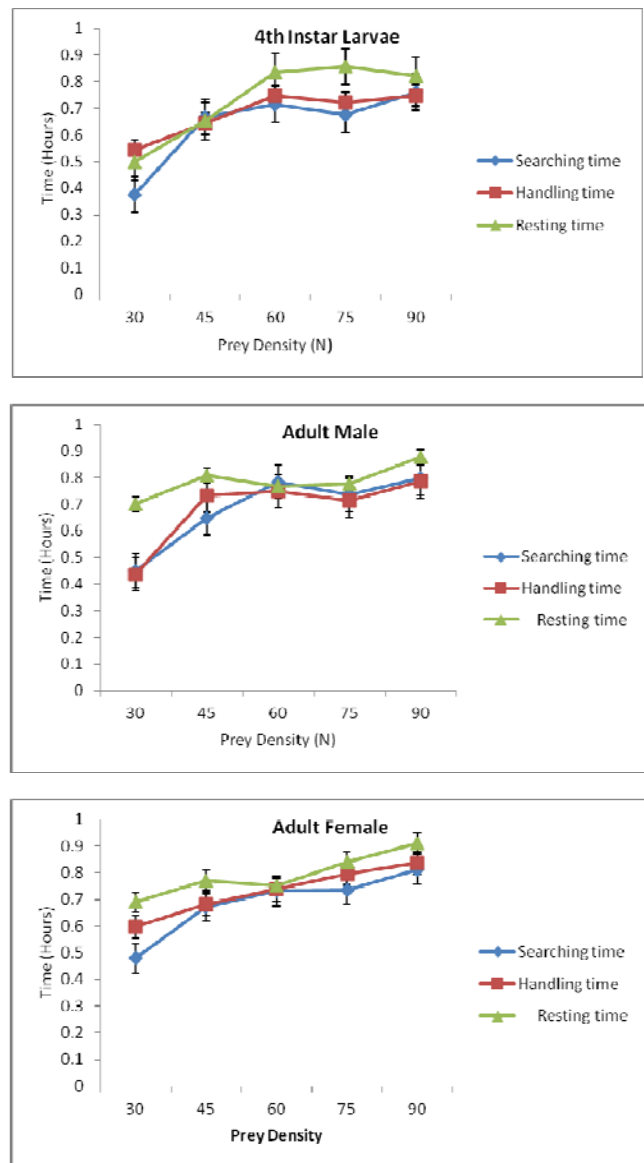 4th Instar Larvae
1
0.9
0.8
0.7
0.6
0.5
0.4
0.3
0.2
0.1
0
Time (Hours)
30 45 60 75 90
Prey Density (N)
Searching time
Handling time
Resting time
Adult Male
1
0.9
0.8
0.7
0.6
0.5
0.4
0.3
0.2
0.1
0
Time (Hours)
30 45 60 75 90
Prey Density (N)
Searching time
Handling time
Resting time
Adult Female
1
0.9
0.8
0.7
0.6
0.5
0.4
0.3
0.2
0.1
0
Time (Hours)
30 45 60 75 90
Prey Density
Searching time
Handling time
Resting time